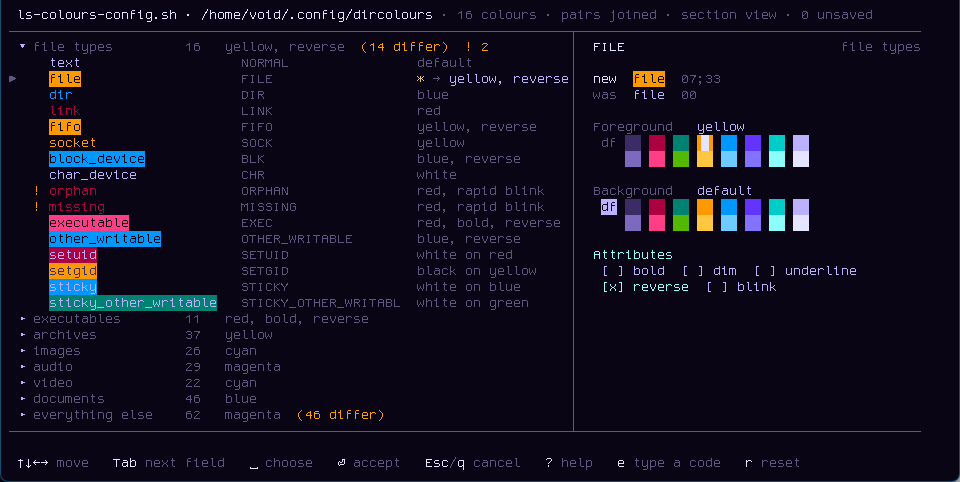 ls-colours-config.sh · /home/void/.config/dircolours · 16 colours · pairs joined · section view · 0 unsaved
▾ file types 16 yellow, reverse (14 differ) ! 2
text NORMAL default
▶ file FILE * → yellow, reverse
dir DIR blue
link LINK red
fifo FIFO yellow, reverse
socket SOCK yellow
block_device BLK blue, reverse
char_device CHR white
! orphan ORPHAN red, rapid blink
! missing MISSING red, rapid blink
executable EXEC red, bold, reverse
other_writable OTHER_WRITABLE blue, reverse
setuid SETUID white on red
setgid SETGID black on yellow
sticky STICKY white on blue
sticky_other_writable STICKY_OTHER_WRITABL white on green
▸ executables 11 red, bold, reverse
▸ archives 37 yellow
▸ images 26 cyan
▸ audio 29 magenta
▸ video 22 cyan
▸ documents 46 blue
▸ everything else 62 magenta (46 differ)
FILE file types
new file 07;33
was file 00
Foreground yellow
df
Background default
df
Attributes
[ ] bold [ ] dim [ ] underline
[x] reverse [ ] blink
↑↓←→ move Tab next field ␣ choose ⏎ accept Esc/q cancel ? help e type a code r reset